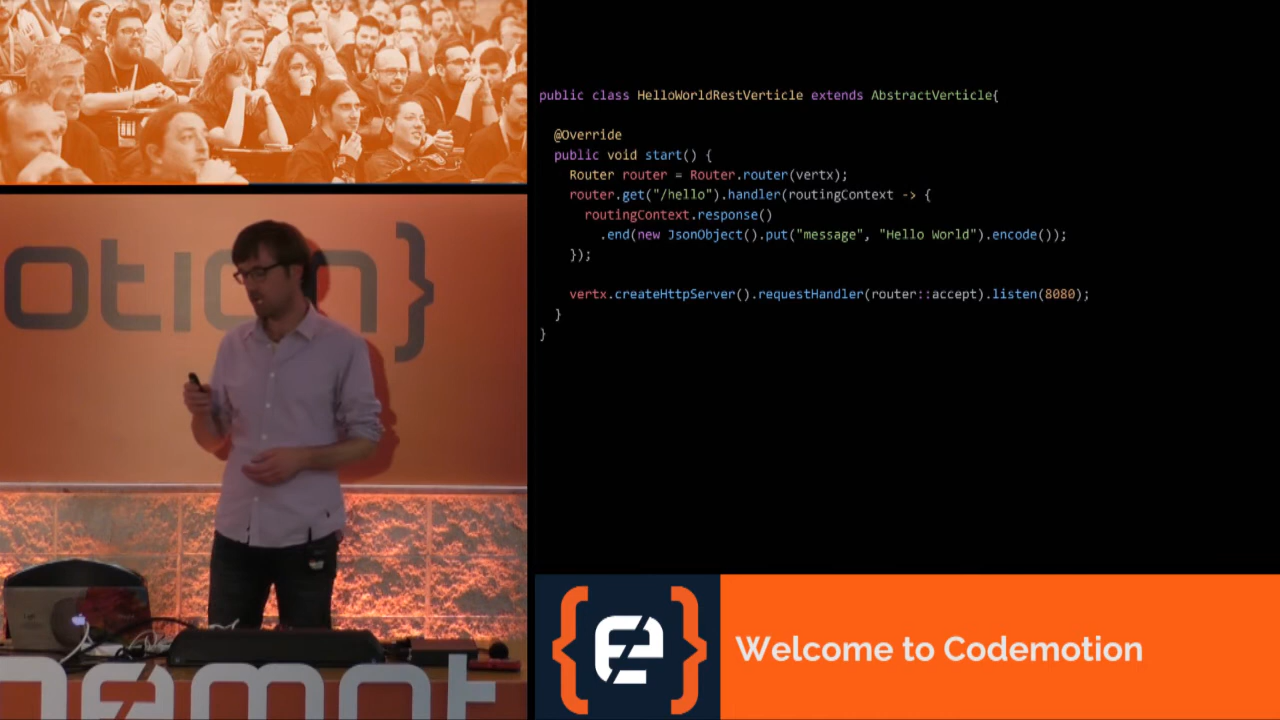 public class HelloWorldRestVerticle extends AbstractVerticle{
@Override
public void start() {
Router router = Router.router(vertx);
router.get("/hello").handler(routingContext -> {
routingContext.response()
.end(new JsonObject().put("message", "Hello World").encode());
});
vertx.createHttpServer().requestHandler(router::accept).listen(8080);
}
}
otion}
Welcome to Codemotion